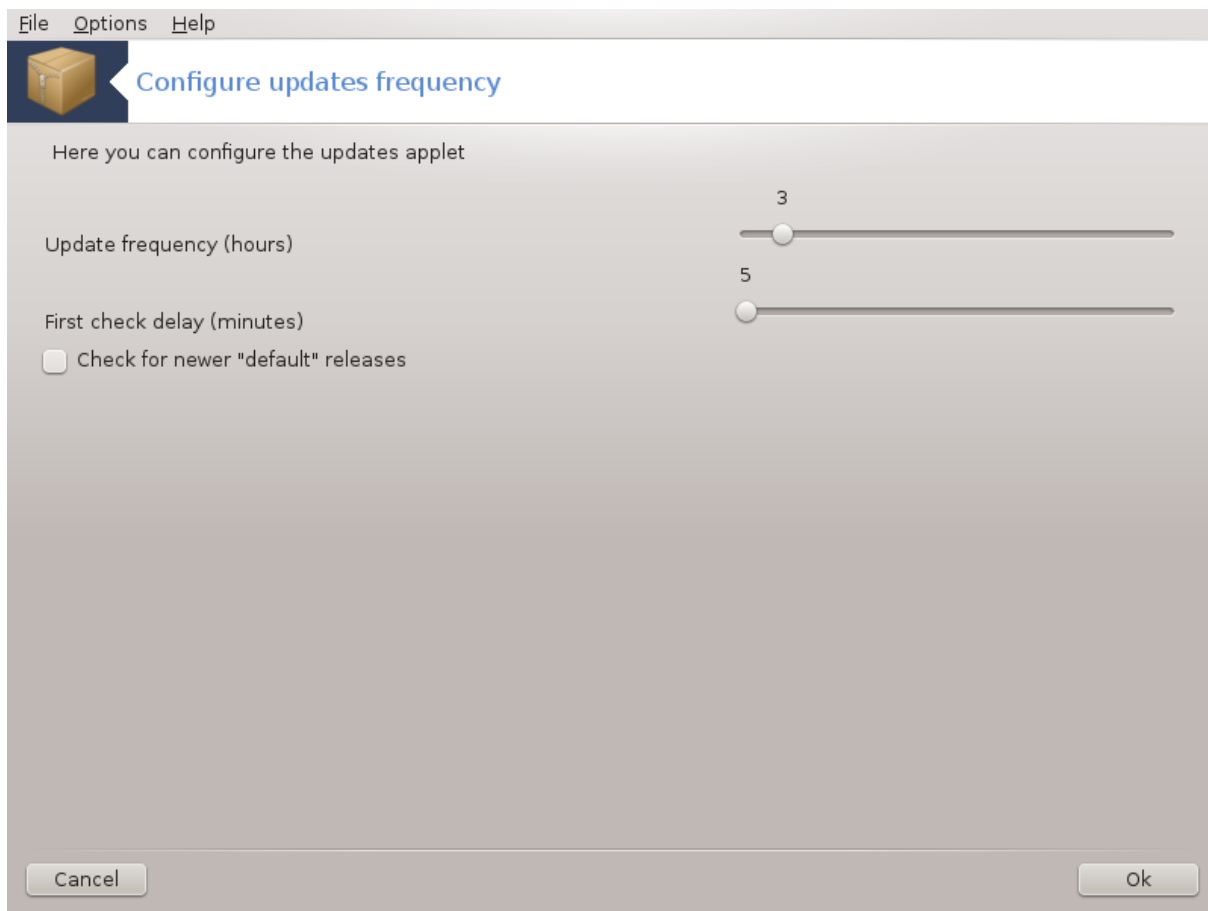 File Options Help
Configure updates frequency
Here you can configure the updates applet
3
Update frequency (hours)
5
First check delay (minutes)
Check for newer "default" releases
Cancel Ok